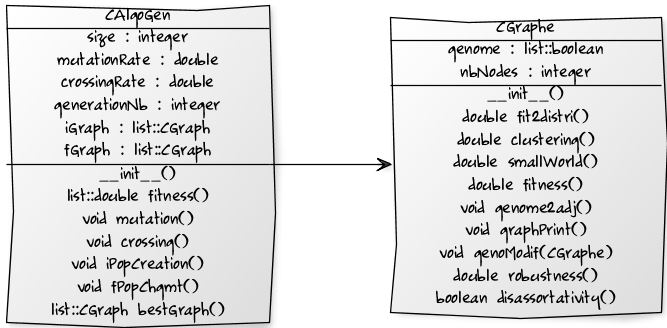 CAlgoGen
size : integer
mutationRate : double
crossingRate : double
generationNb : integer
iGraph : list::CGraph
fGraph : list::CGraph
__init__()
list::double fitness()
void mutation()
void crossing()
void iPopCreation()
void fPopChgmt()
list::CGraph bestGraph()
CGraphe
genome : list::boolean
nbNodes : integer
__init__()
double fit2distri()
double clustering()
double smallWorld()
double fitness()
void genome2adj()
void graphPrint()
void genoModif(CGraphe)
double robustness()
boolean disassortativity()